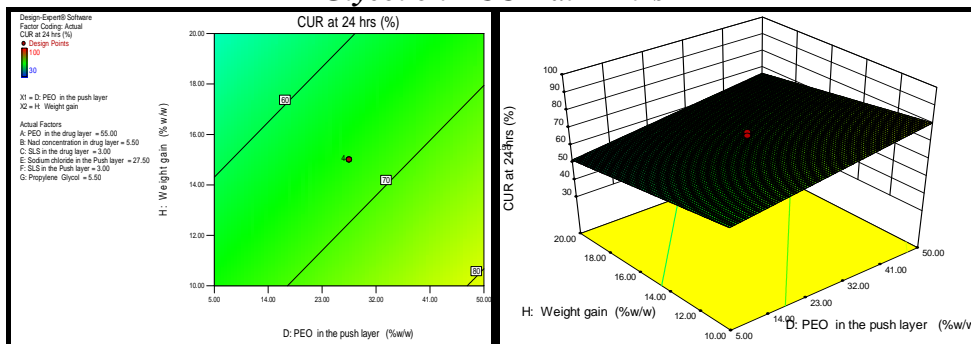 Design-Expert® Software
Factor Coding: Actual
CUR at 24 hrs (%)
Design Points
100
30
X1 = D: PEO in the push layer
X2 = H: Weight gain
Actual Factors
A: PEO in the drug layer = 55.00
B: Nacl concentration in drug layer = 5.50
C: SLS in the drug layer = 3.00
E: Sodium chloride in the Push layer = 27.50
F: SLS in the Push layer = 3.00
G: Propylene Glycol = 5.50
CUR at 24 hrs (%)
H: Weight gain (%w/w)
20.00
18.00
16.00
14.00
12.00
10.00
5.00
14.00
23.00
32.00
41.00
50.00
D: PEO in the push layer (%w/w)
60
70
80
4
CUR at 24 hrs (%)
100
90
80
70
60
50
40
30
20.00
18.00
16.00
14.00
12.00
10.00
H: Weight gain (%w/w)
5.00
14.00
23.00
32.00
41.00
50.00
D: PEO in the push layer (%w/w